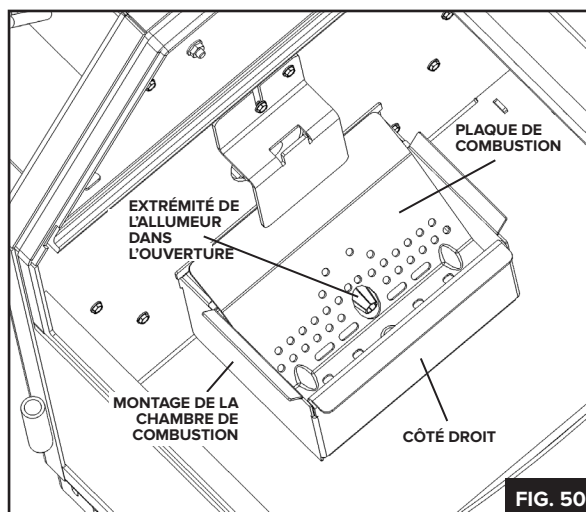 PLAQUE DE
COMBUSTION
EXTRÉMITÉ DE
L'ALLUMEUR
DANS
L'OUVERTURE
MONTAGE DE LA
CHAMBRE DE
COMBUSTION
CÔTÉ DROIT
FIG. 50